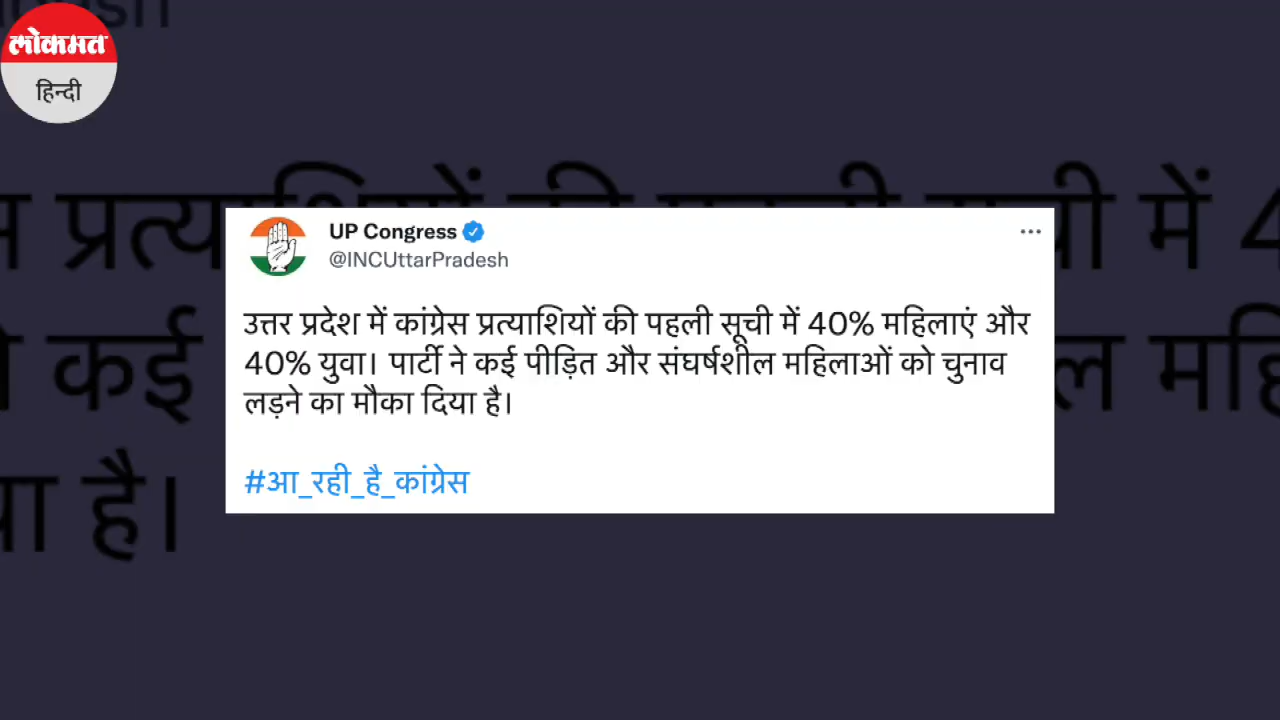 लोकमत
हिन्दी
UP Congress
@INCUttarPradesh
उत्तर प्रदेश में कांग्रेस प्रत्याशियों की पहली सूची में 40% महिलाएं और
40% युवा। पार्टी ने कई पीड़ित और संघर्षशील महिलाओं को चुनाव
लड़ने का मौका दिया है।
#आ_रही_है_कांग्रेस